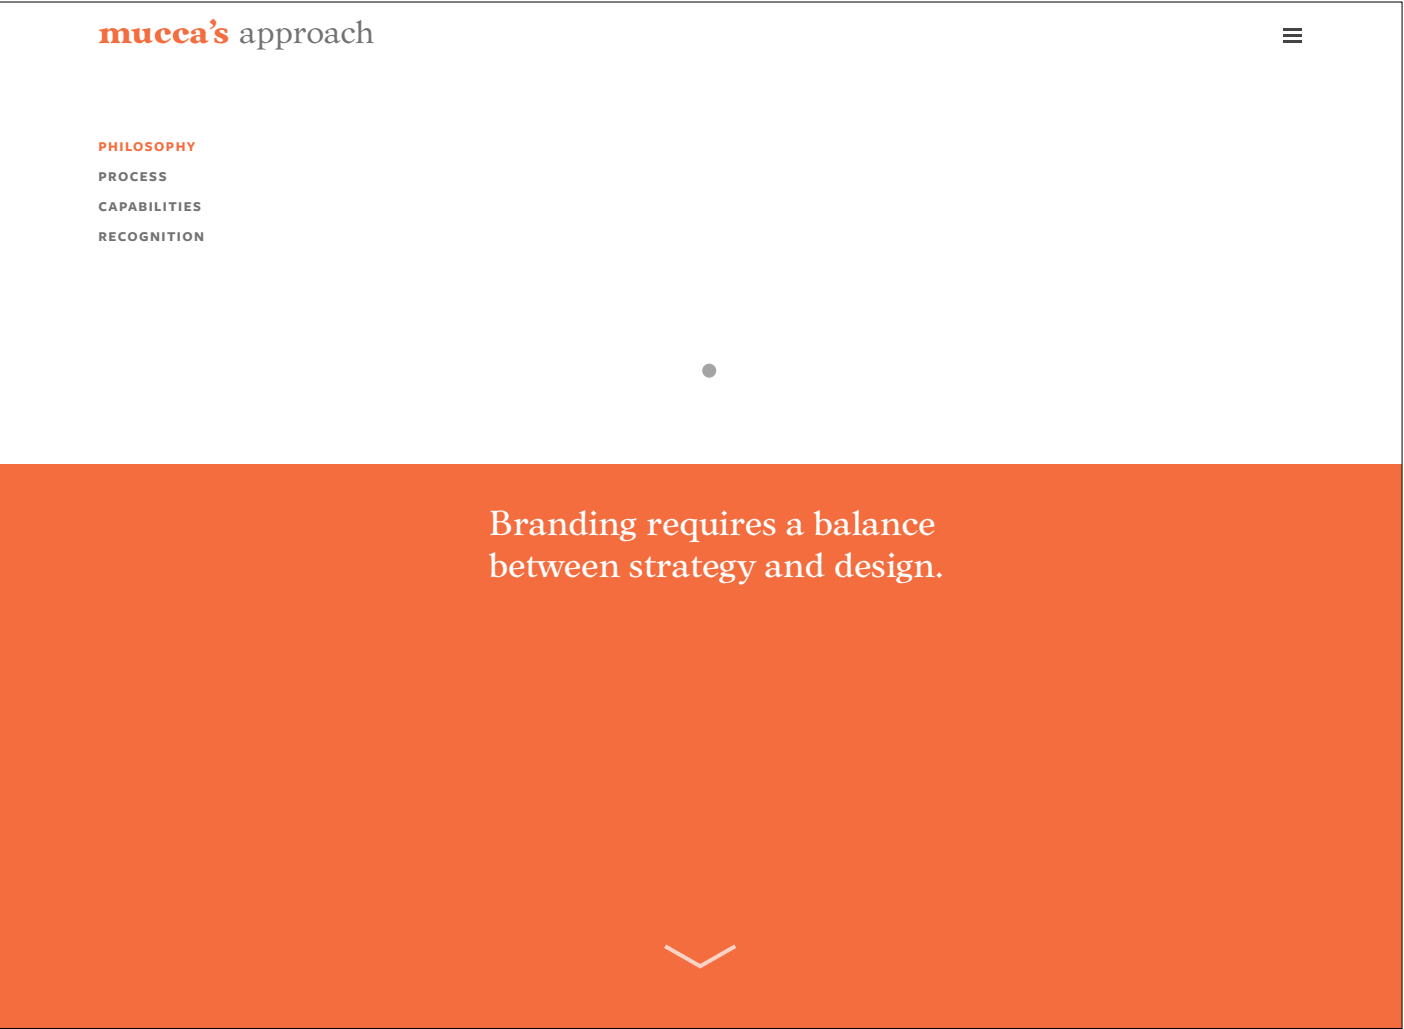 mucca’s approach
PHILOSOPHY
PROCESS
CAPABILITIES
RECOGNITION
Branding requires a balance
between strategy and design.